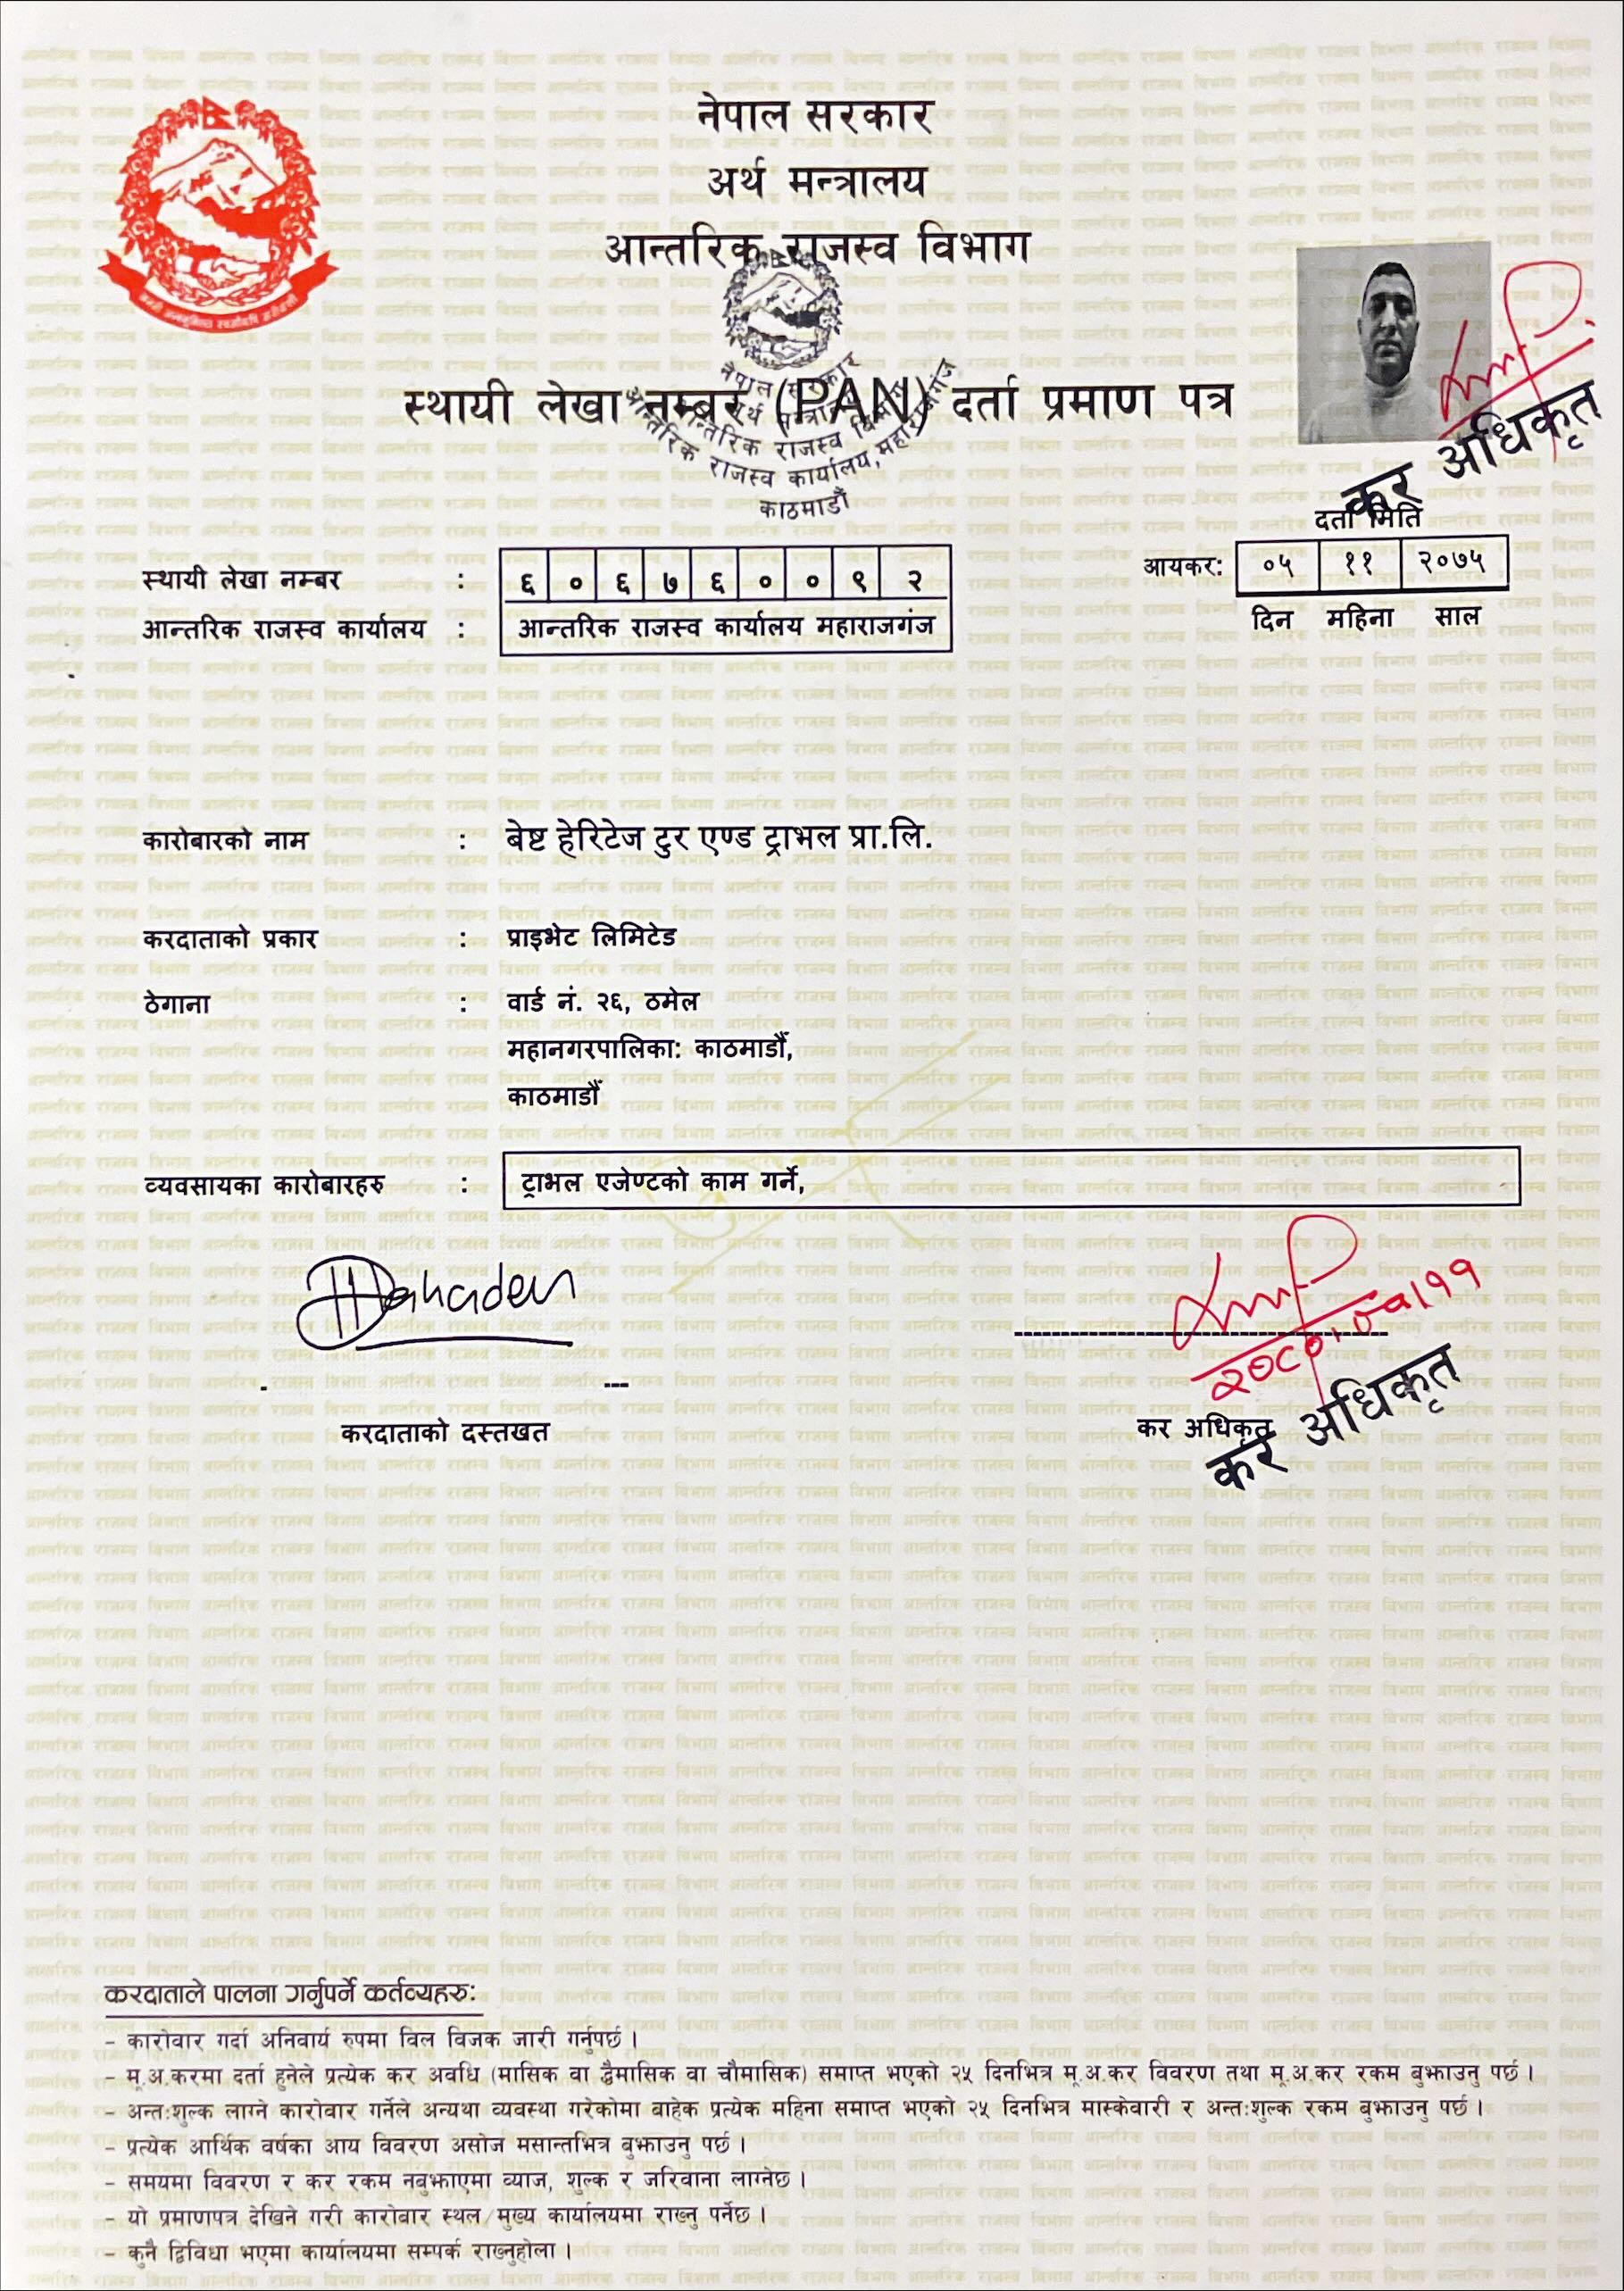 नेपाल सरकार
अर्थ मन्त्रालय
आन्तरिक राजस्व विभाग
स्थायी लेखा नम्बर (PAN) दर्ता प्रमाण पत्र
नेपाल सरकार
अर्थ मन्त्रालय
आन्तरिक राजस्व विभाग
आन्तरिक राजस्व कार्यालय, महाराजगंज
काठमाडौं
कर अधिकृत
दर्ता मिति
स्थायी लेखा नम्बर : ६ ० ६ ७ ६ ० ० ९ २
आयकर: ०५ ११ २०७५
दिन महिना साल
आन्तरिक राजस्व कार्यालय : आन्तरिक राजस्व कार्यालय महाराजगंज
कारोबारको नाम : बेष्ट हेरिटेज टुर एण्ड ट्राभल प्रा.लि.
करदाताको प्रकार : प्राइभेट लिमिटेड
ठेगाना : वार्ड नं. २६, ठमेल
महानगरपालिका: काठमाडौँ,
काठमाडौँ
व्यवसायका कारोबारहरु : ट्राभल एजेण्टको काम गर्ने,
करदाताको दस्तखत
कर अधिकृत
कर अधिकृत
करदाताले पालना गर्नुपर्ने कर्तव्यहरु:
- कारोवार गर्दा अनिवार्य रुपमा विल विजक जारी गर्नुपर्छ ।
- मू.अ.करमा दर्ता हुनेले प्रत्येक कर अवधि (मासिक वा द्वैमासिक वा चौमासिक) समाप्त भएको २५ दिनभित्र मू.अ.कर विवरण तथा मू.अ.कर रकम बुझाउनु पर्छ ।
- अन्तःशुल्क लाग्ने कारोवार गर्नेले अन्यथा व्यवस्था गरेकोमा बाहेक प्रत्येक महिना समाप्त भएको २५ दिनभित्र मास्केवारी र अन्तःशुल्क रकम बुझाउनु पर्छ ।
- प्रत्येक आर्थिक वर्षका आय विवरण असोज मसान्तभित्र बुझाउनु पर्छ ।
- समयमा विवरण र कर रकम नबुझाएमा व्याज, शुल्क र जरिवाना लाग्नेछ ।
- यो प्रमाणपत्र देखिने गरी कारोबार स्थल/मुख्य कार्यालयमा राख्नु पर्नेछ ।
- कुनै द्विविधा भएमा कार्यालयमा सम्पर्क राख्नुहोला ।